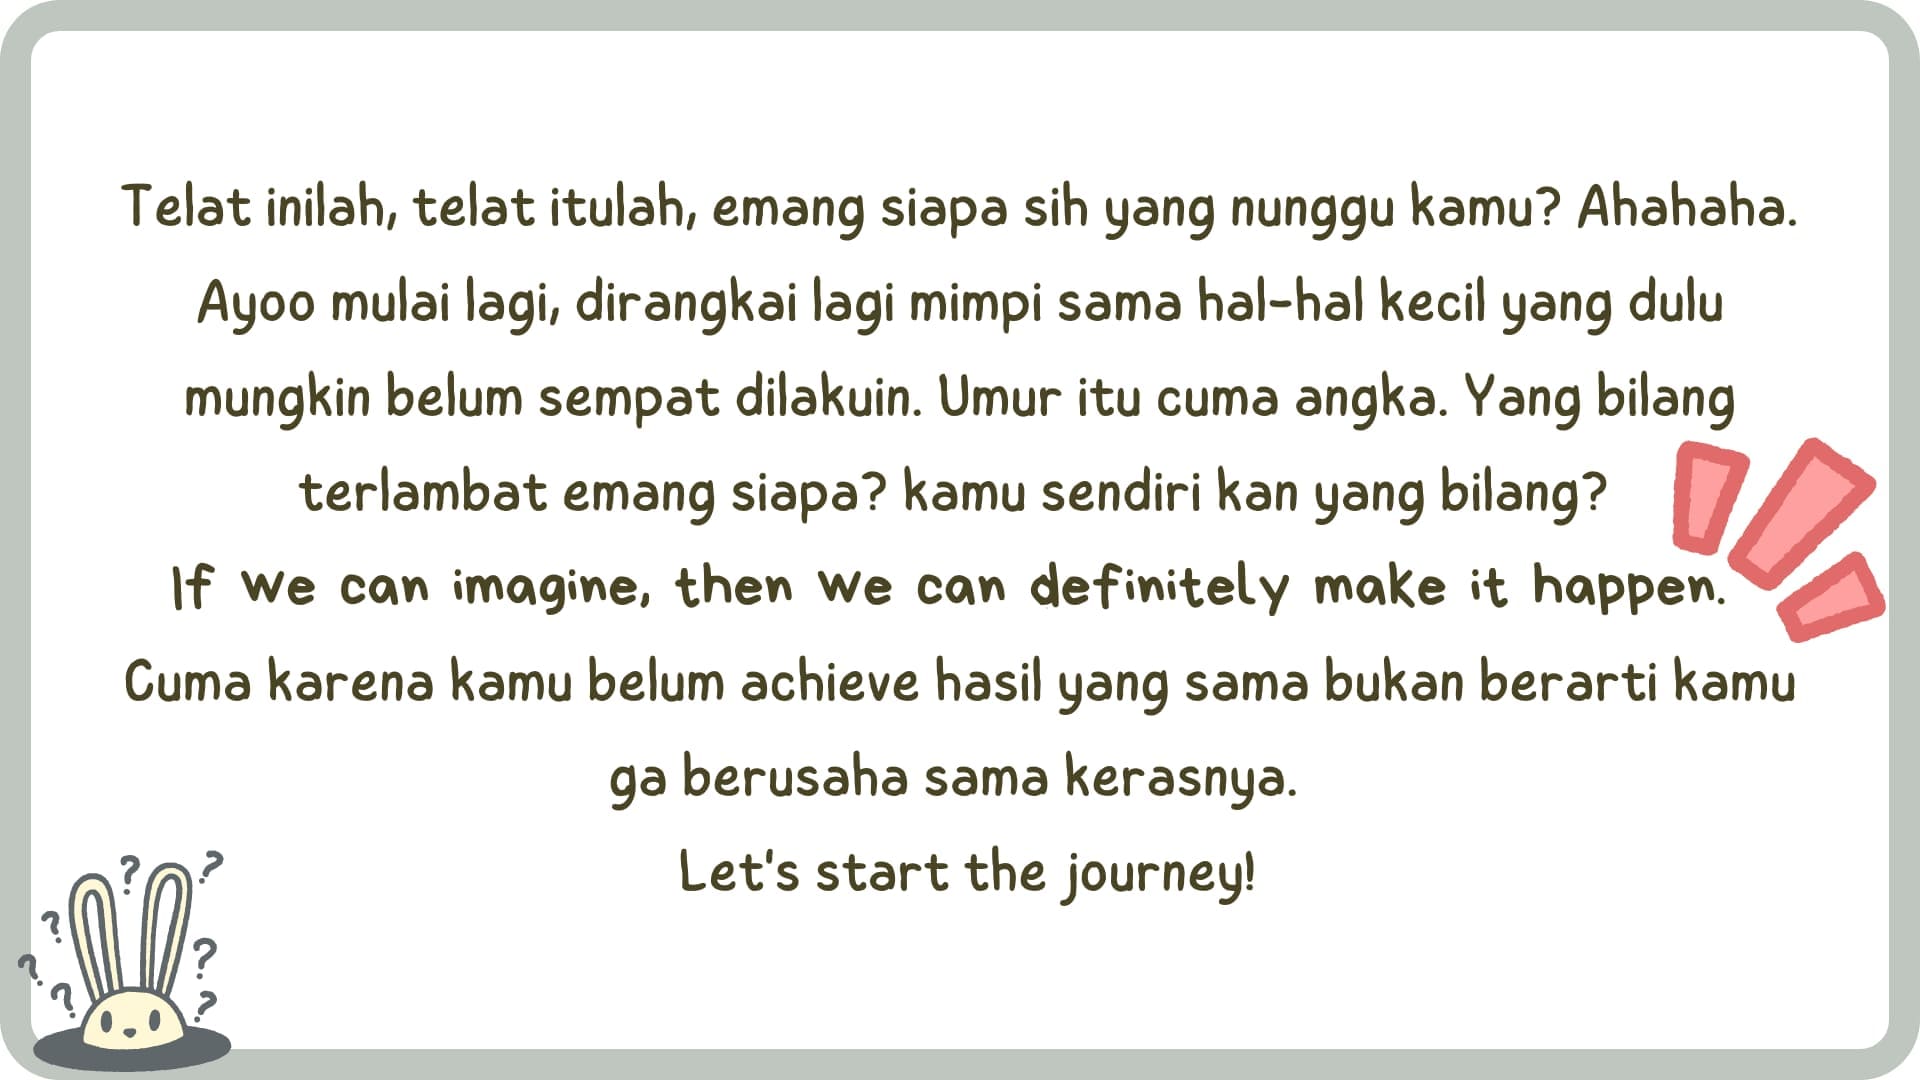 Telat inilah, telat itulah, emang siapa sih yang nunggu kamu? Ahahaha.
Ayoo mulai lagi, dirangkai lagi mimpi sama hal-hal kecil yang dulu
mungkin belum sempat dilakuin. Umur itu cuma angka. Yang bilang
terlambat emang siapa? kamu sendiri kan yang bilang?
If we can imagine, then we can definitely make it happen.
Cuma karena kamu belum achieve hasil yang sama bukan berarti kamu
ga berusaha sama kerasnya.
Let's start the journey!
? ? ? ? ? ? ?